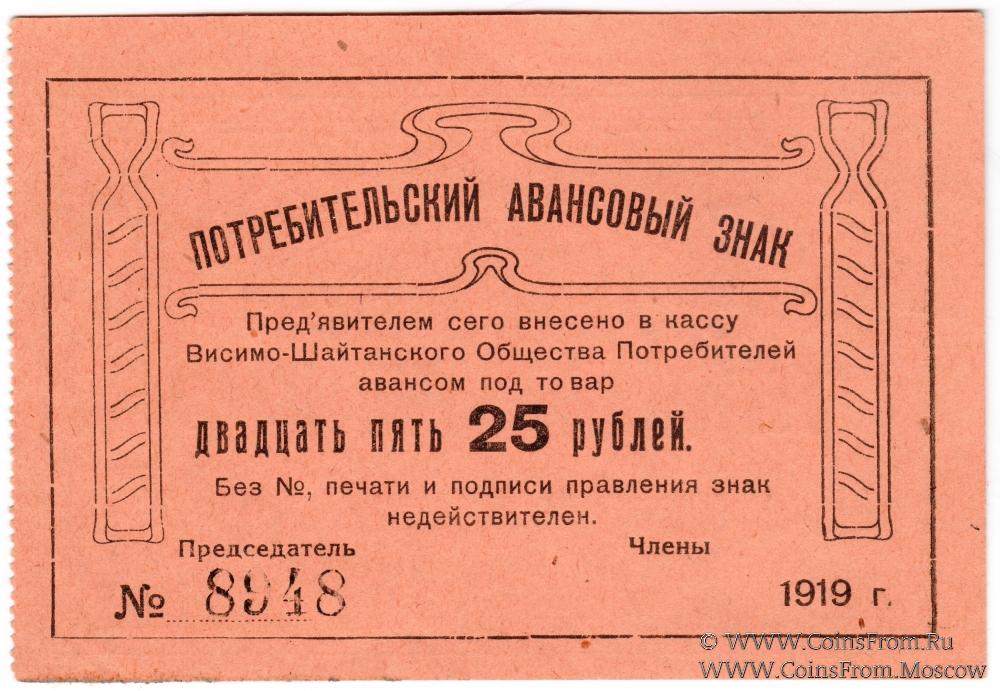 ПОТРЕБИТЕЛЬСКИЙ АВАНСОВЫЙ ЗНАК
Пред'явителем сего внесено в кассу
Висимо-Шайтанского Общества Потребителей
авансом под то вар
двадцать пять 25 рублей.
Без №, печати и подписи правления знак
недействителен.
Председатель Члены
№ 8948 1919 г.
© WWW.CoinsFrom.Ru
WWW.CoinsFrom.Moscow